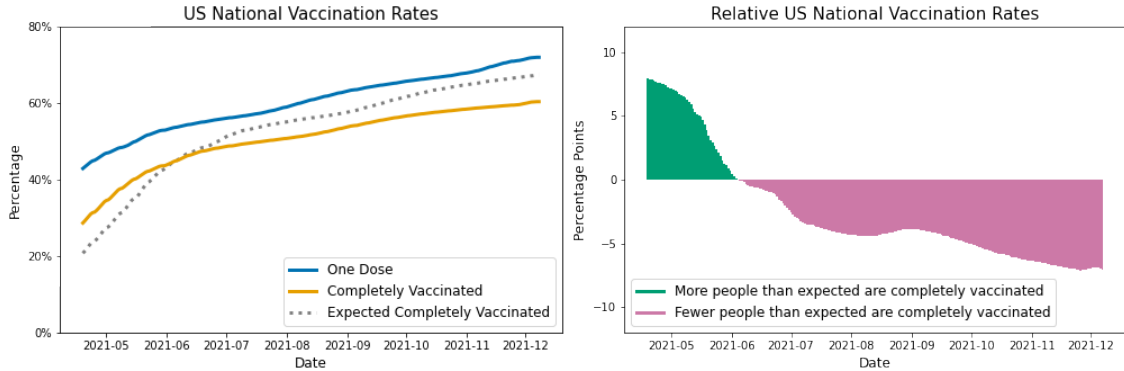 US National Vaccination Rates
80%
60%
40%
20%
0%
Percentage
2021-05 2021-06 2021-07 2021-08 2021-09 2021-10 2021-11 2021-12
Date
One Dose
Completely Vaccinated
Expected Completely Vaccinated
Relative US National Vaccination Rates
10
5
0
−5
−10
Percentage Points
2021-05 2021-06 2021-07 2021-08 2021-09 2021-10 2021-11 2021-12
Date
More people than expected are completely vaccinated
Fewer people than expected are completely vaccinated